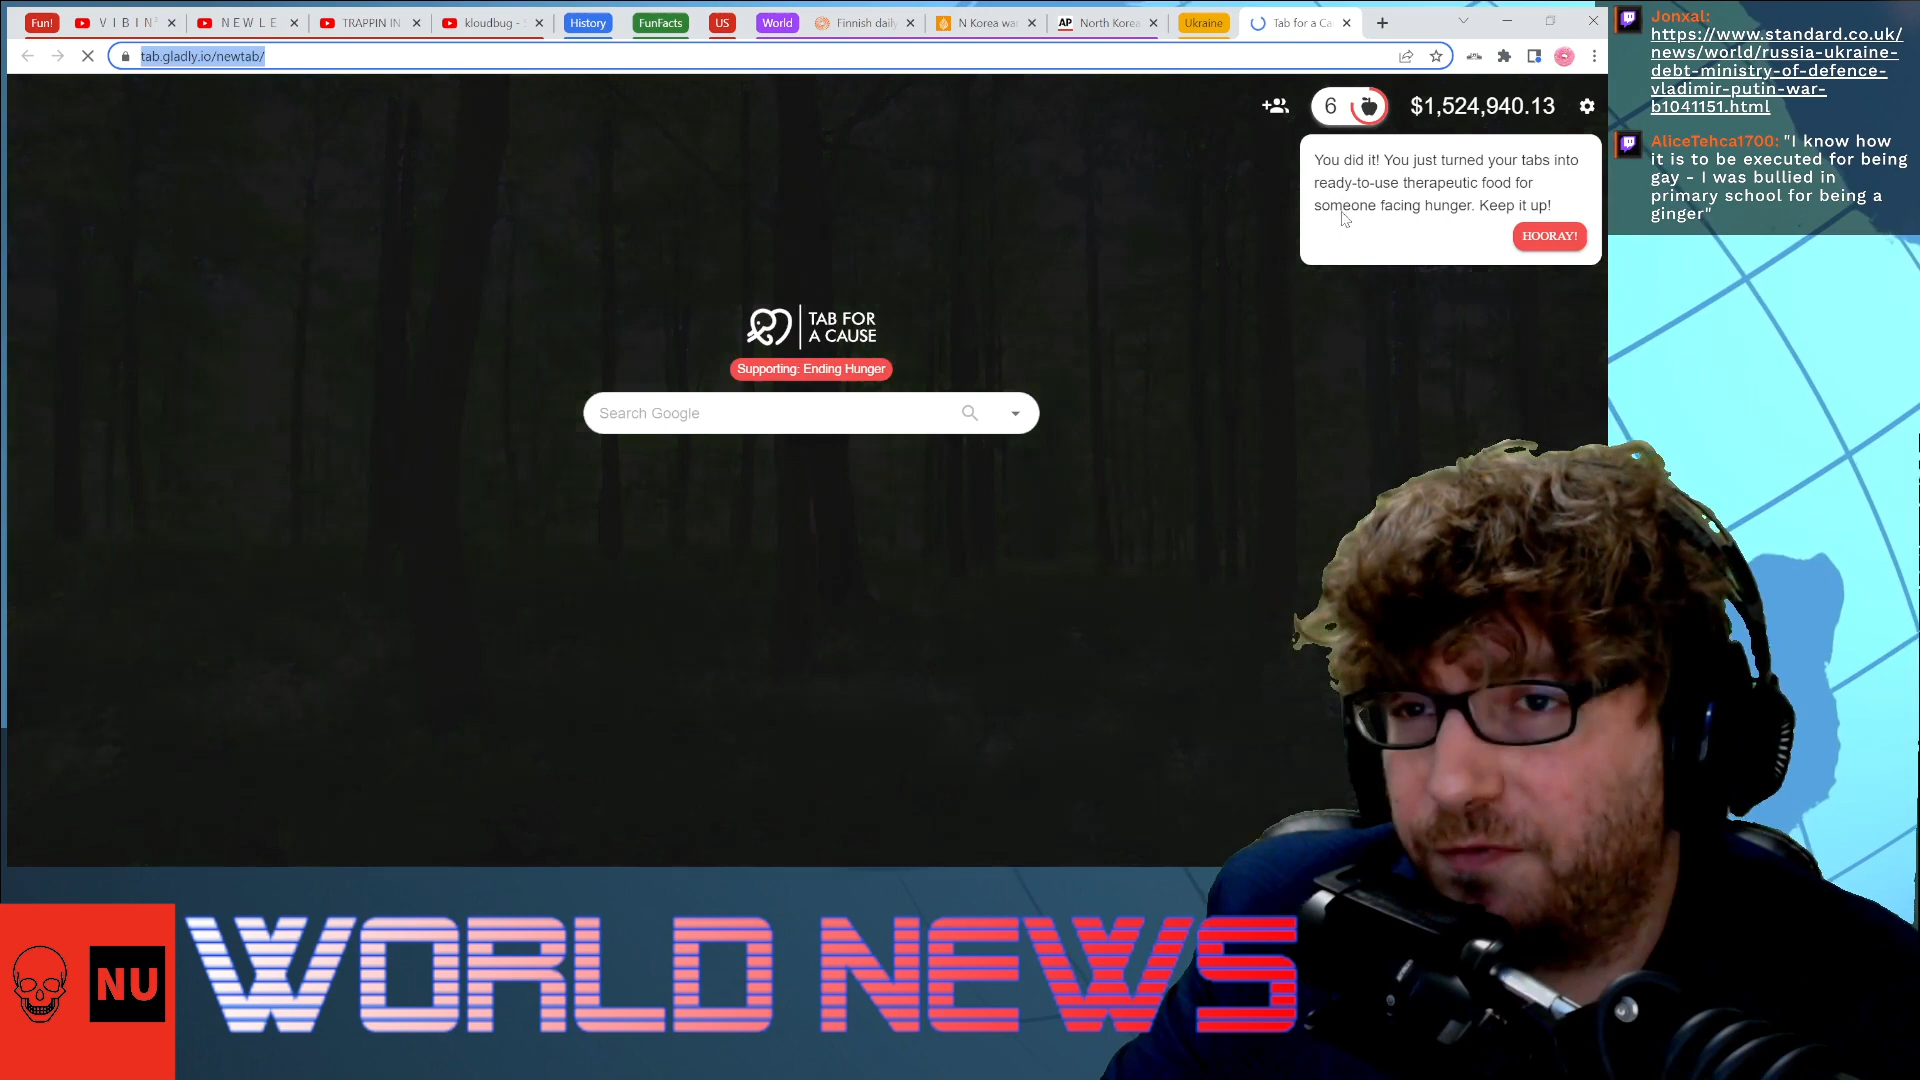 Fun!
V I B I N'
N E W L E
TRAPPIN IN
kloudbug - S
History
FunFacts
US
World
Finnish daily
N Korea war
AP
North Korea
Ukraine
Tab for a Ca
tab.gladly.io/newtab/
6
$1,524,940.13
You did it! You just turned your tabs into
ready-to-use therapeutic food for
someone facing hunger. Keep it up!
HOORAY!
TAB FOR
A CAUSE
Supporting: Ending Hunger
Search Google
Jonxal:
https://www.standard.co.uk/
news/world/russia-ukraine-
debt-ministry-of-defence-
vladimir-putin-war-
b1041151.html
AliceTehca1700: "I know how
it is to be executed for being
gay - I was bullied in
primary school for being a
ginger"
NU
WORLD NEWS